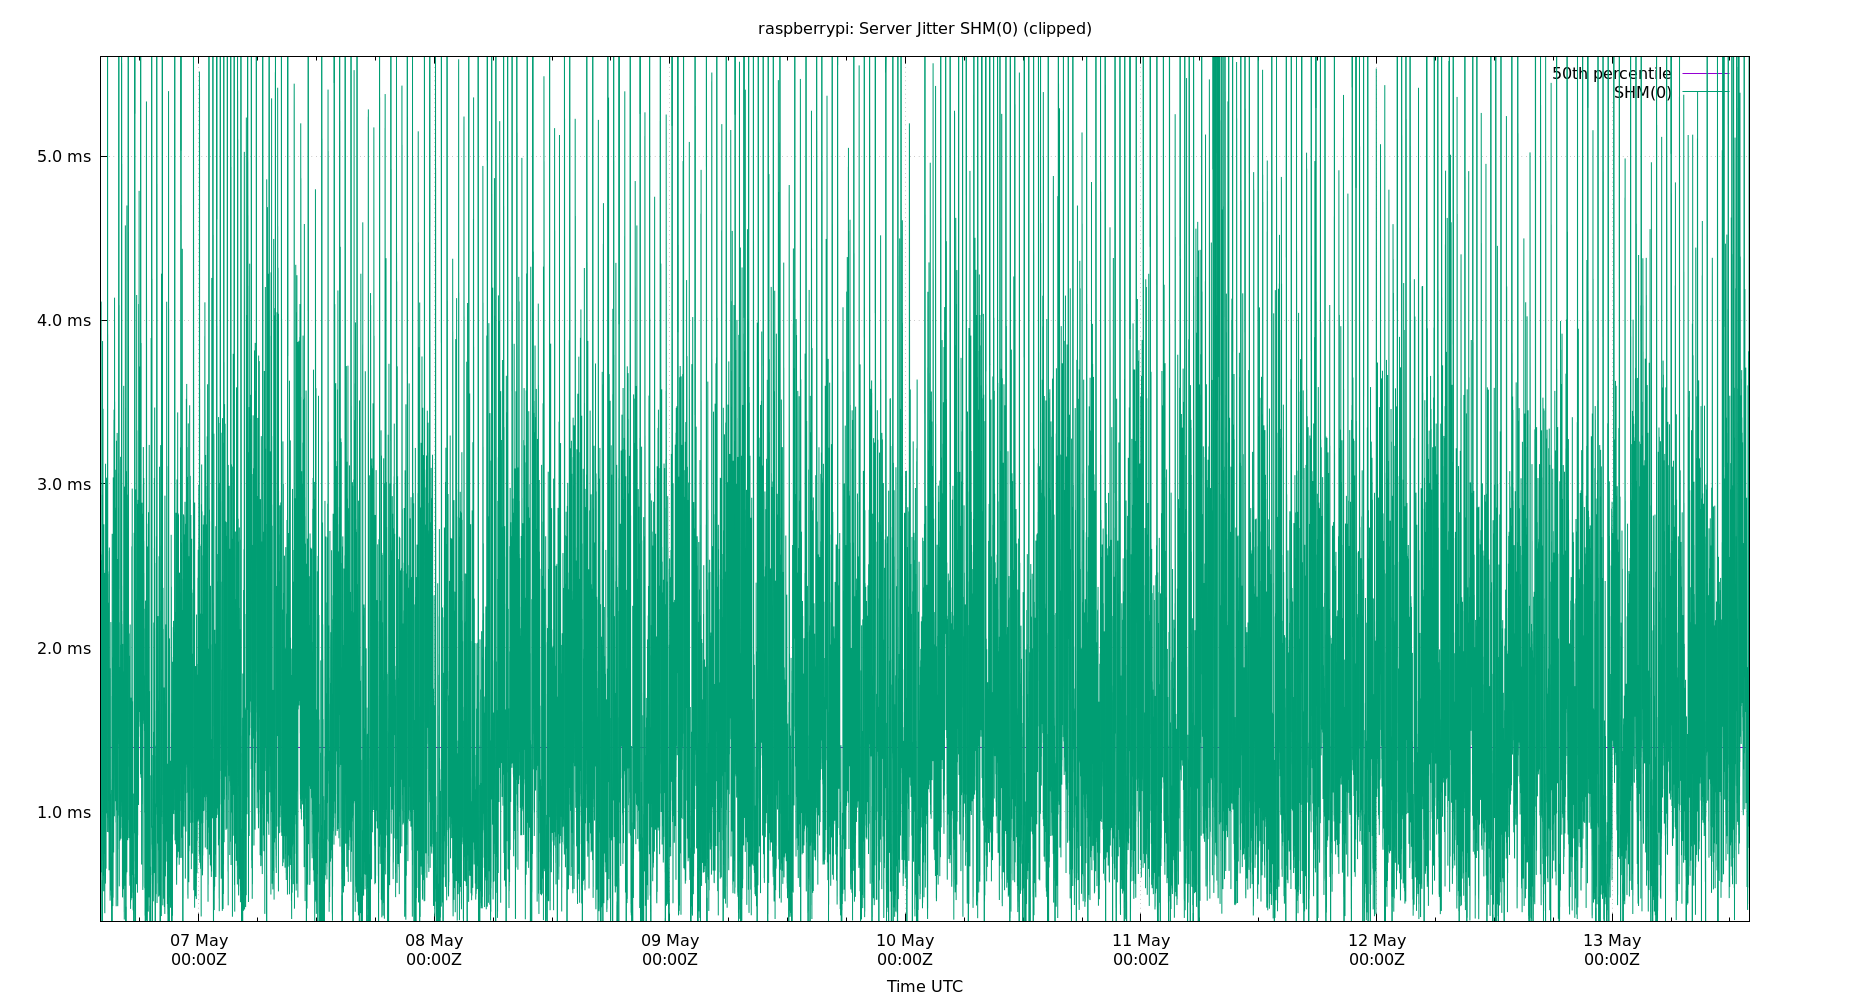 raspberrypi: Server Jitter SHM(0) (clipped)
50th percentile
SHM(0)
5.0 ms
4.0 ms
3.0 ms
2.0 ms
1.0 ms
07 May 08 May 09 May 10 May 11 May 12 May 13 May
00:00Z 00:00Z 00:00Z 00:00Z 00:00Z 00:00Z 00:00Z
Time UTC